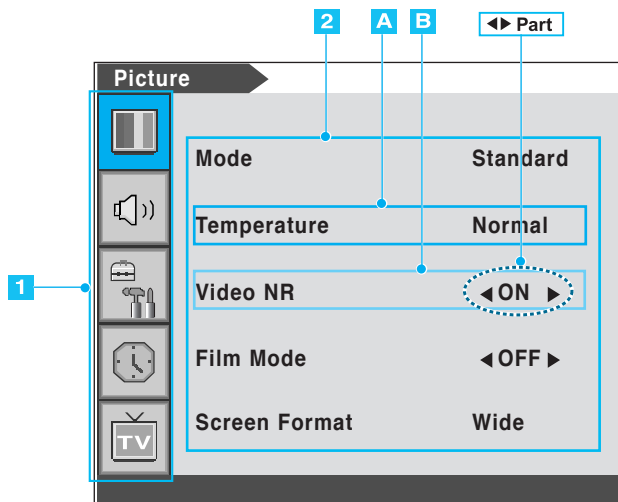 2 A B ◀▶ Part
Picture
Mode Standard
Temperature Normal
1
Video NR ◀ ON ▶
Film Mode ◀ OFF ▶
Screen Format Wide
TV